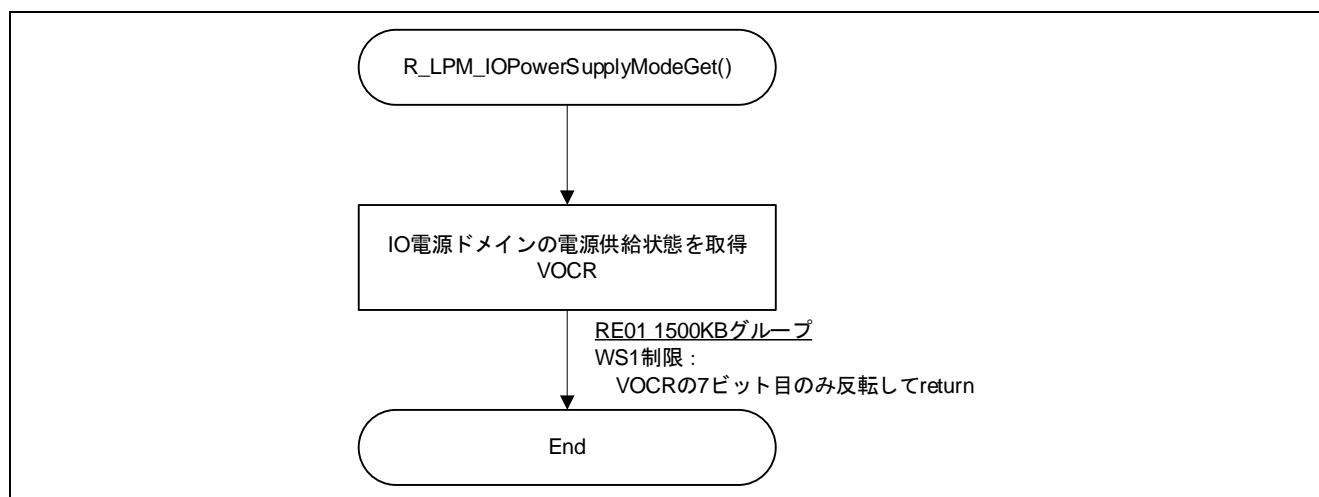 R_LPM_IOPowerSupplyModeGet()
IO電源ドメインの電源供給状態を取得
VOCR
RE01 1500KBグループ
WS1制限：
VOCRの7ビット目のみ反転してreturn
End